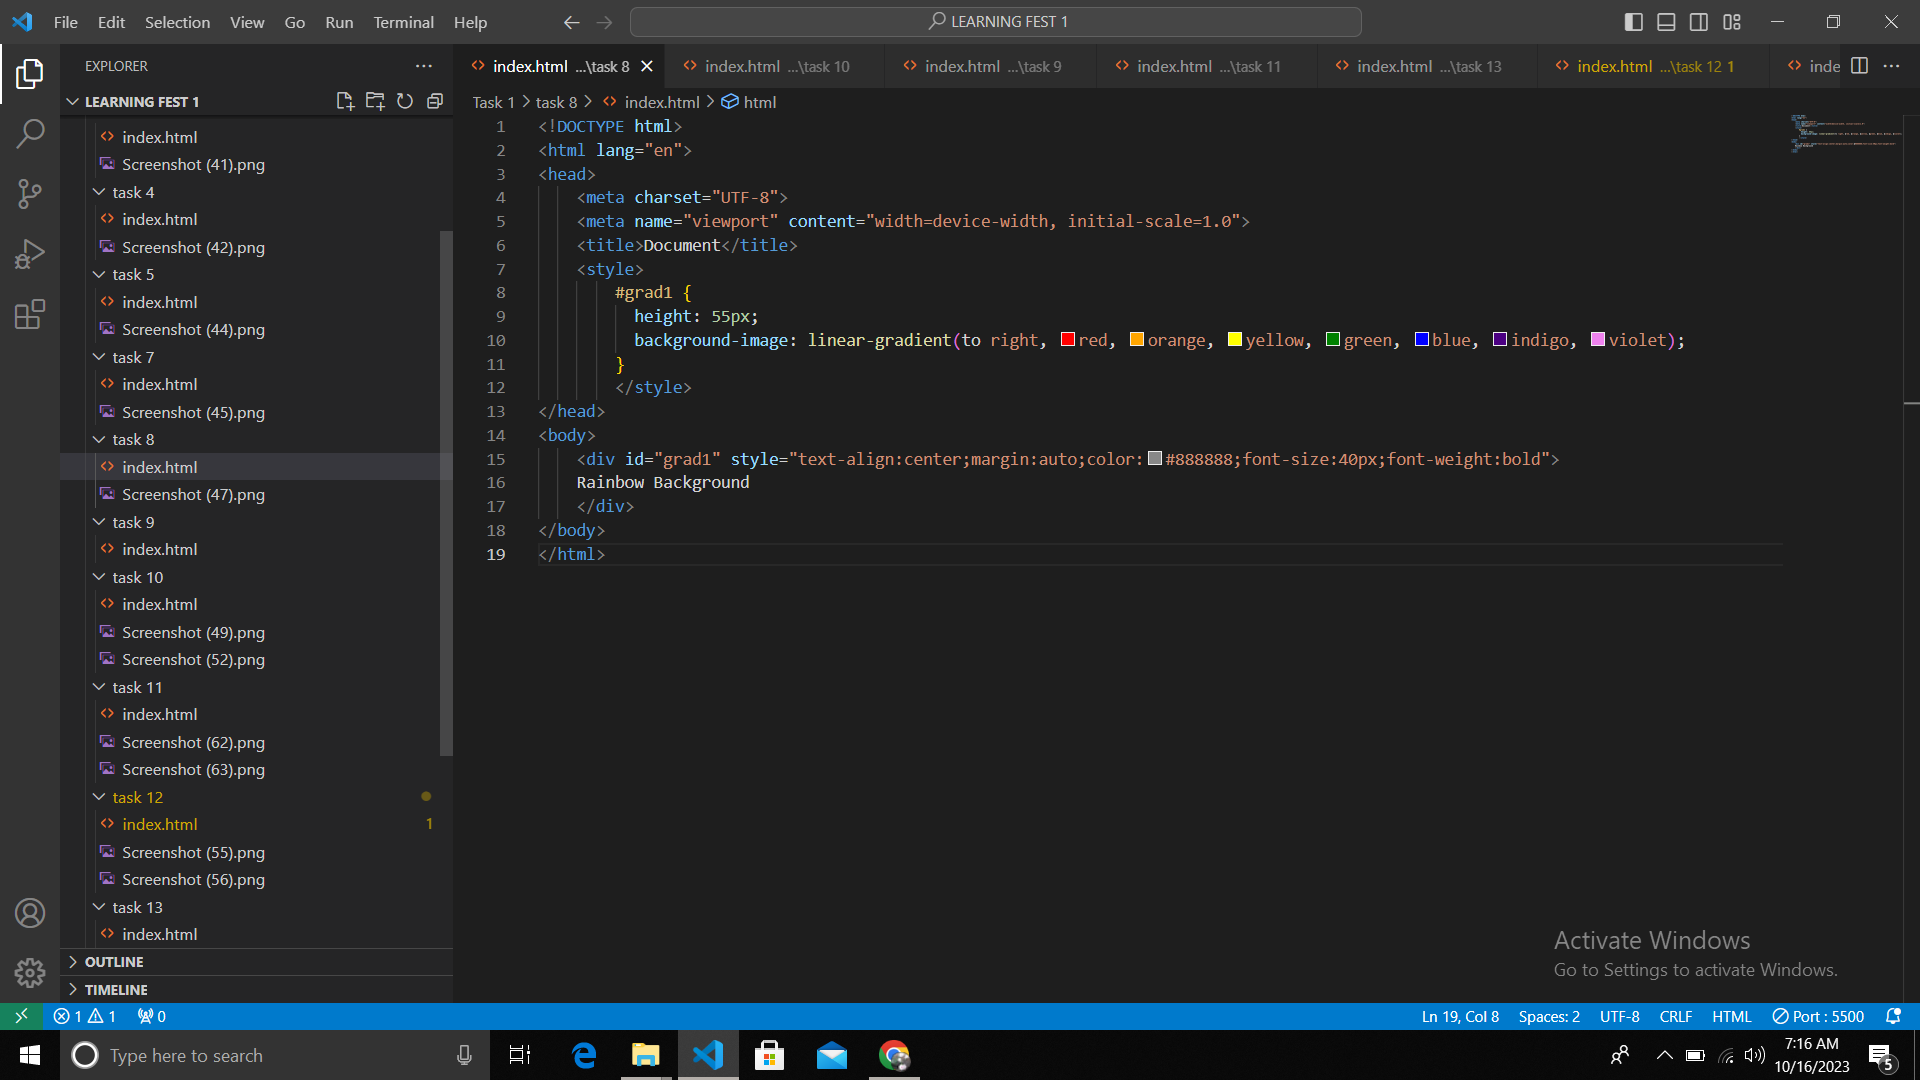 File Edit Selection View Go Run Terminal Help
LEARNING FEST 1
EXPLORER
LEARNING FEST 1
index.html
Screenshot (41).png
task 4
index.html
Screenshot (42).png
task 5
index.html
Screenshot (44).png
task 7
index.html
Screenshot (45).png
task 8
index.html
Screenshot (47).png
task 9
index.html
task 10
index.html
Screenshot (49).png
Screenshot (52).png
task 11
index.html
Screenshot (62).png
Screenshot (63).png
task 12
index.html 1
Screenshot (55).png
Screenshot (56).png
task 13
index.html
OUTLINE
TIMELINE
index.html ...\task 8 index.html ...\task 10 index.html ...\task 9 index.html ...\task 11 index.html ...\task 13 index.html ...\task 12 1 inde
Task 1 > task 8 > index.html > html
1 <!DOCTYPE html>
2 <html lang="en">
3 <head>
4 <meta charset="UTF-8">
5 <meta name="viewport" content="width=device-width, initial-scale=1.0">
6 <title>Document</title>
7 <style>
8 #grad1 {
9 height: 55px;
10 background-image: linear-gradient(to right, red, orange, yellow, green, blue, indigo, violet);
11 }
12 </style>
13 </head>
14 <body>
15 <div id="grad1" style="text-align:center;margin:auto;color:#888888;font-size:40px;font-weight:bold">
16 Rainbow Background
17 </div>
18 </body>
19 </html>
Activate Windows
Go to Settings to activate Windows.
1 1 0 Ln 19, Col 8 Spaces: 2 UTF-8 CRLF HTML Port : 5500
Type here to search
7:16 AM
10/16/2023
5